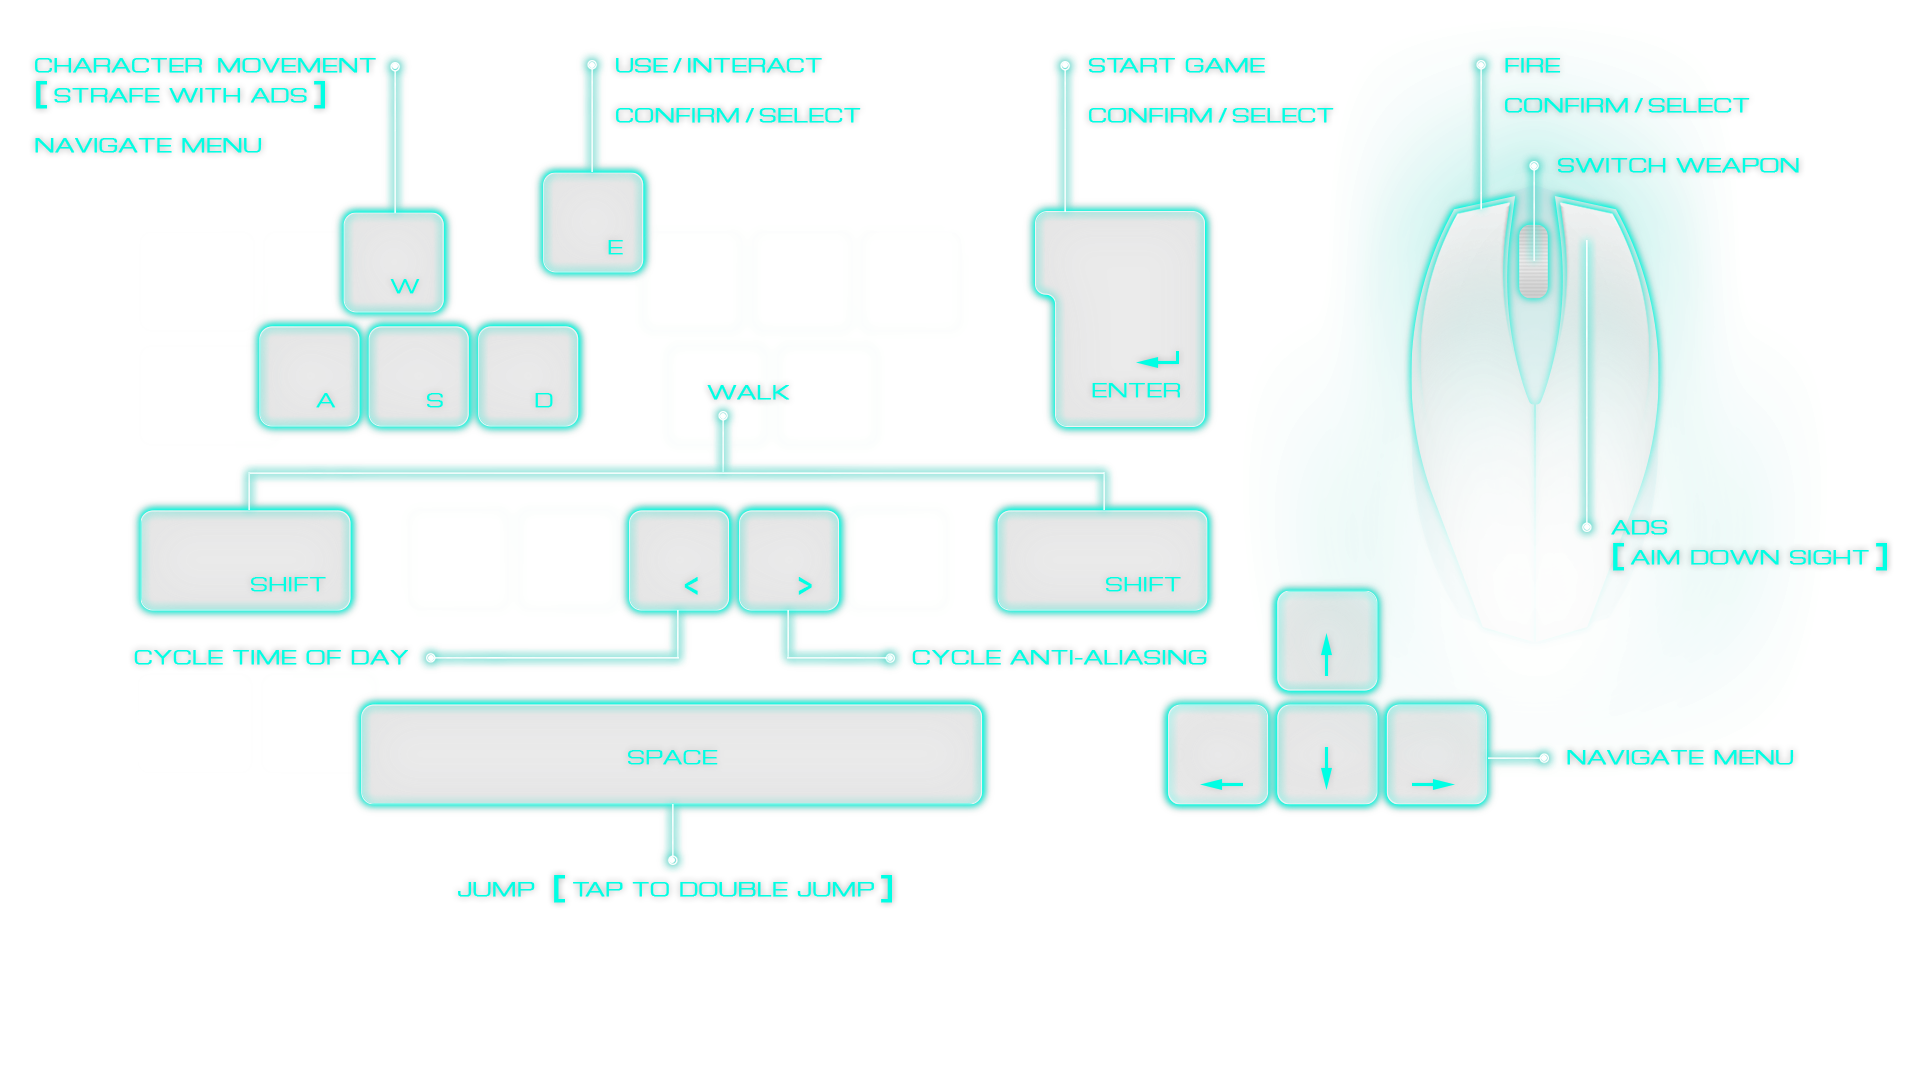 CHARACTER MOVEMENT
[STRAFE WITH ADS]
NAVIGATE MENU
USE/INTERACT
CONFIRM/SELECT
START GAME
CONFIRM/SELECT
FIRE
CONFIRM/SELECT
SWITCH WEAPON
E
W
A
S
D
WALK
ENTER
SHIFT
<
>
SHIFT
ADS
[AIM DOWN SIGHT]
CYCLE TIME OF DAY
CYCLE ANTI-ALIASING
SPACE
NAVIGATE MENU
JUMP [TAP TO DOUBLE JUMP]